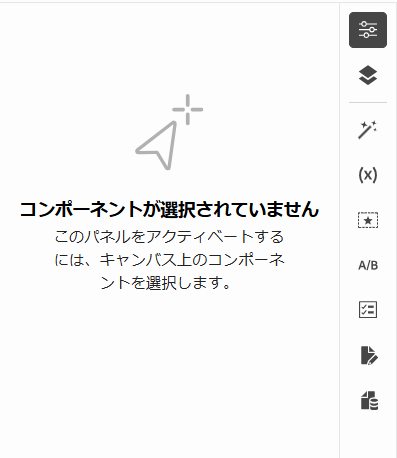 コンポーネントが選択されていません
このパネルをアクティベートする
には、キャンバス上のコンポーネ
ントを選択します。
(x)
A/B